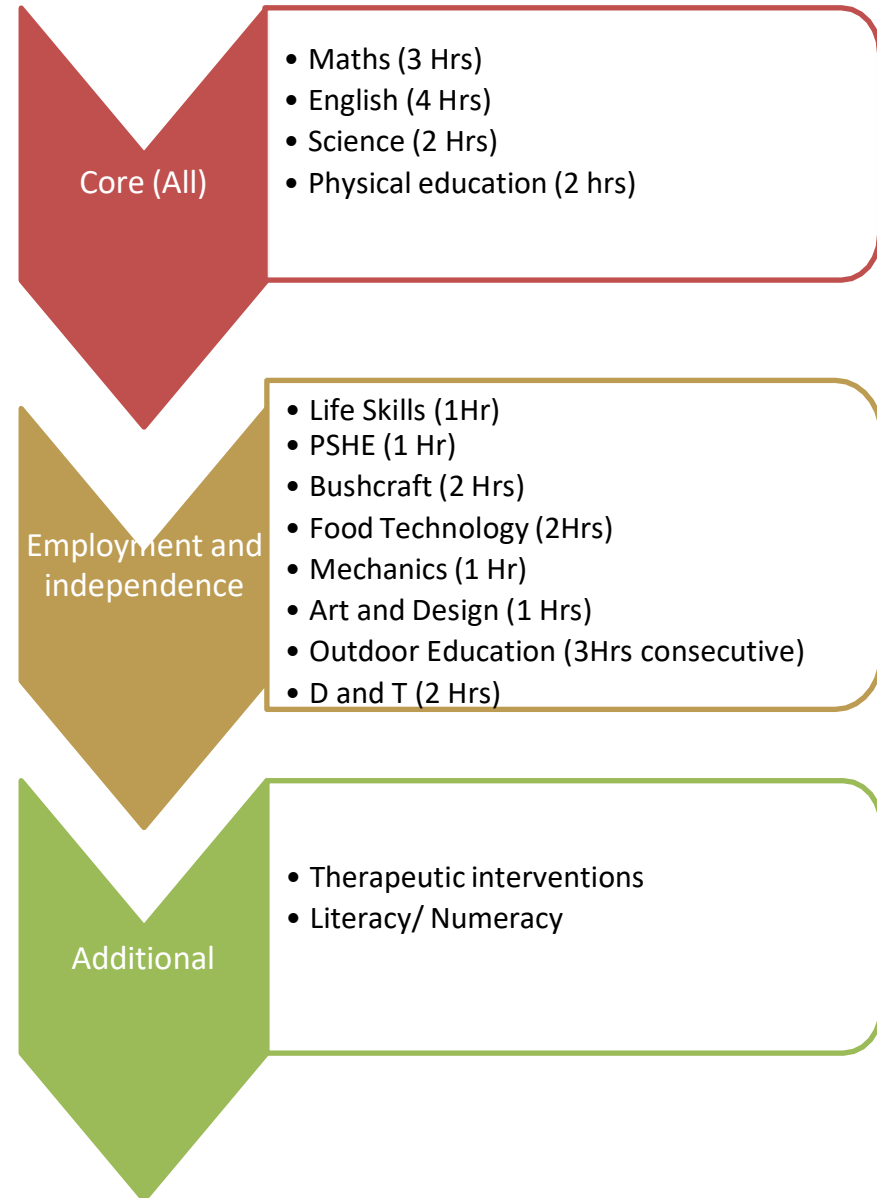 Core (All)
• Maths (3 Hrs)
• English (4 Hrs)
• Science (2 Hrs)
• Physical education (2 hrs)
Employment and
independence
• Life Skills (1Hr)
• PSHE (1 Hr)
• Bushcraft (2 Hrs)
• Food Technology (2Hrs)
• Mechanics (1 Hr)
• Art and Design (1 Hrs)
• Outdoor Education (3Hrs consecutive)
• D and T (2 Hrs)
Additional
• Therapeutic interventions
• Literacy/ Numeracy